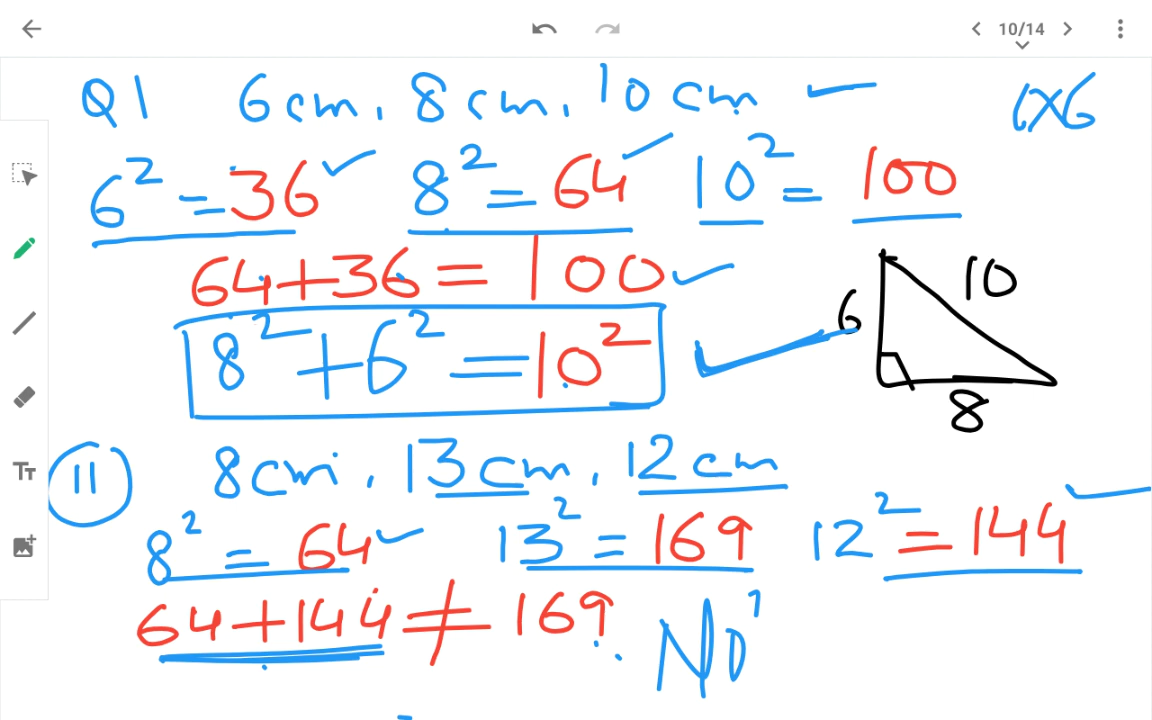 10/14
Q1 6cm, 8cm, 10cm
6² = 36 8² = 64 10² = 100
64+36 = 100
8² + 6² = 10²
10
6
8
11 8cm, 13cm, 12cm
8² = 64 13² = 169 12² = 144
64+144 ≠ 169
No
Tт